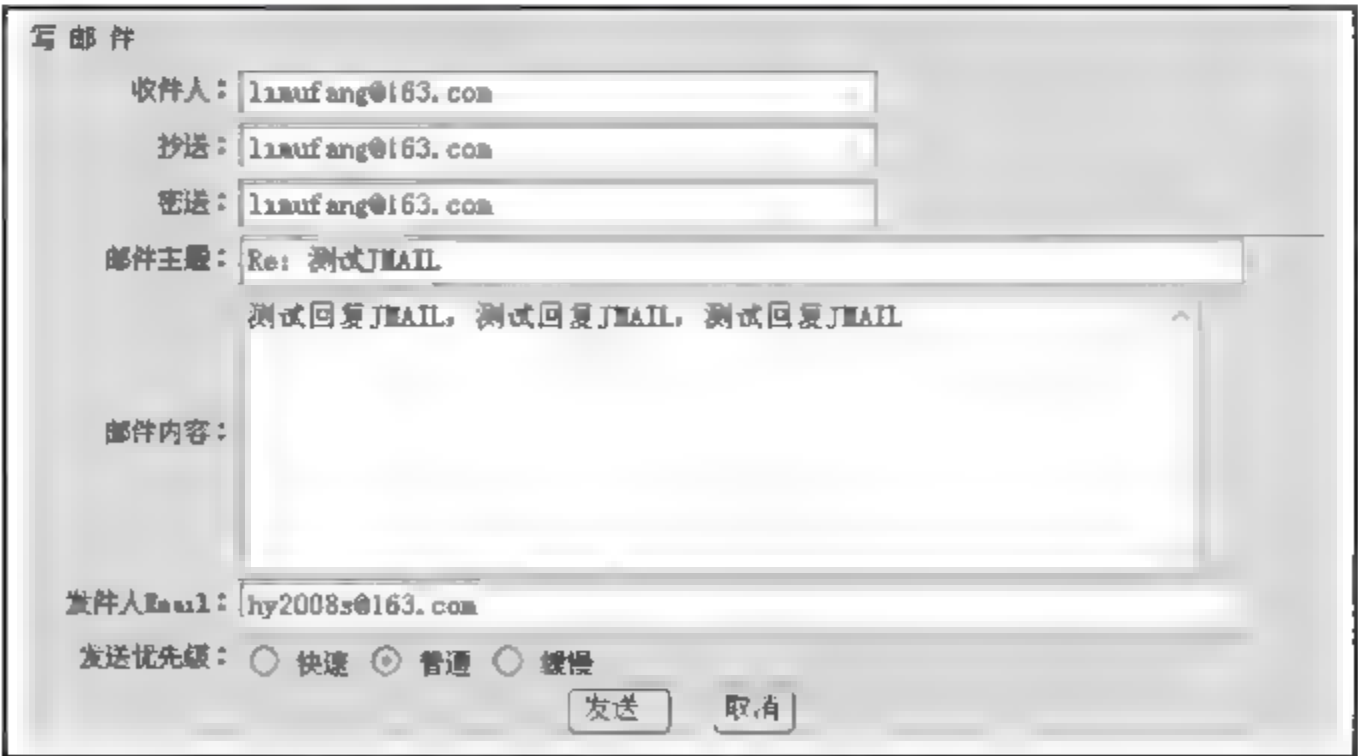 写邮件
收件人： limufang@163.com
抄送： limufang@163.com
密送： limufang@163.com
邮件主题： Re: 测试JMAIL
测试回复JMAIL，测试回复JMAIL，测试回复JMAIL
邮件内容：
发件人Email： hy2008s@163.com
发送优先级： 快速 普通 缓慢
发送 取消